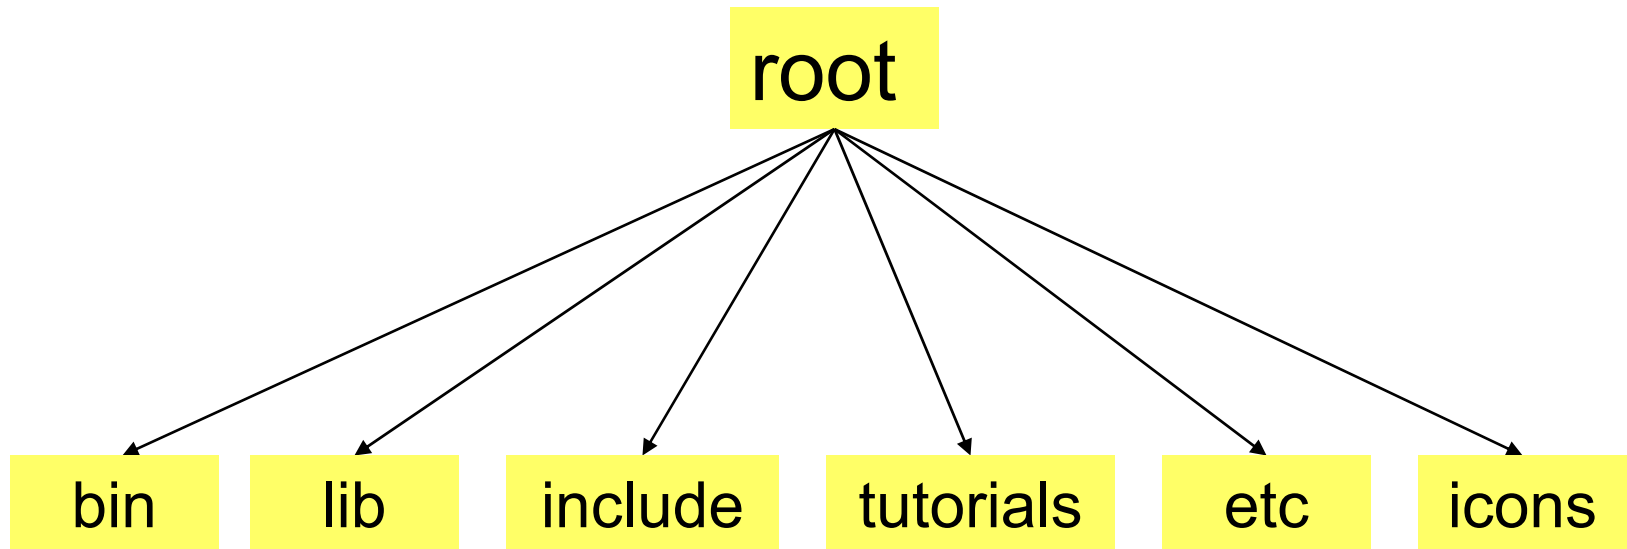 root
bin
lib
include
tutorials
etc
icons